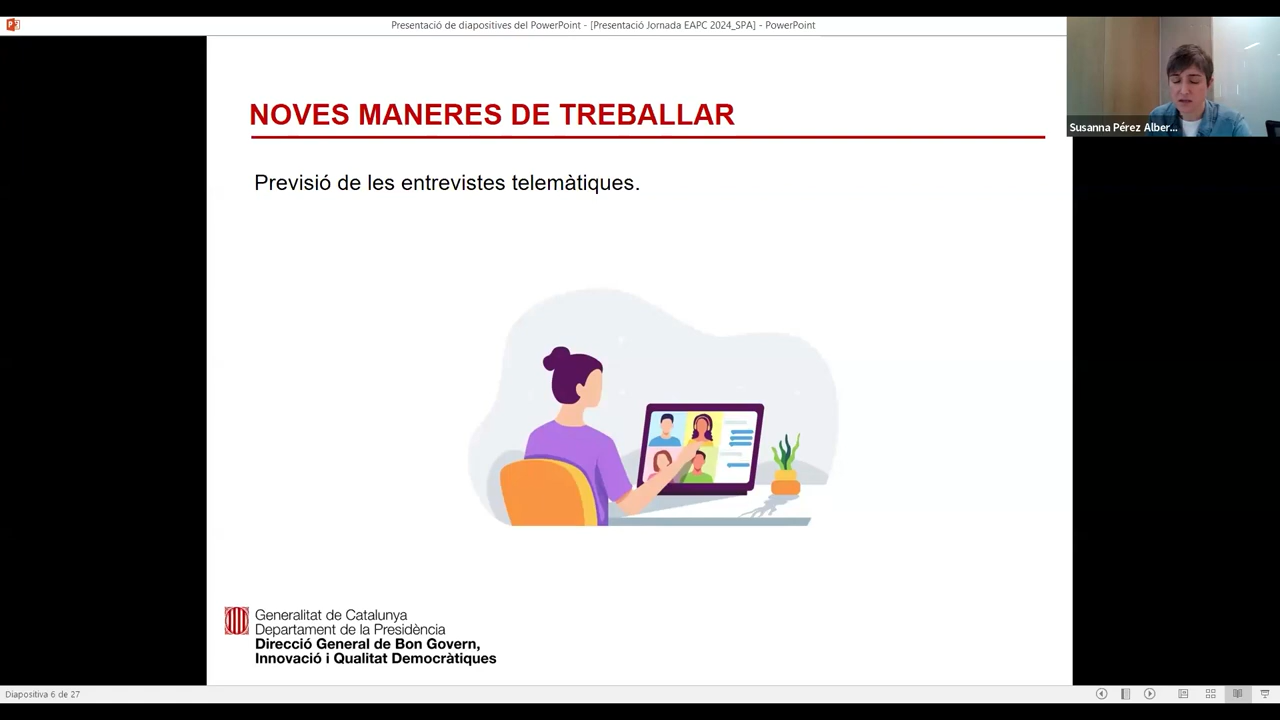 Presentació de diapositives del PowerPoint - [Presentació Jornada EAPC 2024_SPA] - PowerPoint
NOVES MANERES DE TREBALLAR
Susanna Pérez Alber...
Previsió de les entrevistes telemàtiques.
Generalitat de Catalunya
Departament de la Presidència
Direcció General de Bon Govern,
Innovació i Qualitat Democràtiques
Diapositiva 6 de 27